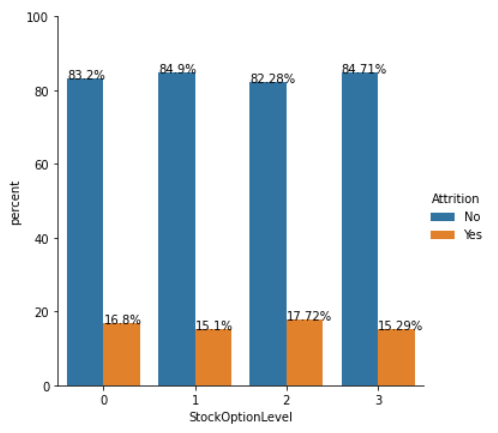 100
80
60
40
20
0
percent
83.2%
84.9%
82.28%
84.71%
16.8%
15.1%
17.72%
15.29%
0 1 2 3
StockOptionLevel
Attrition
No
Yes